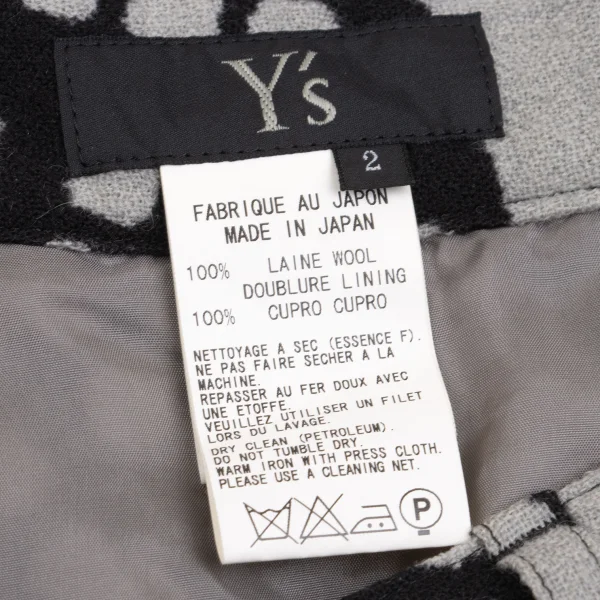 Y's
2
FABRIQUE AU JAPON
MADE IN JAPAN
100% LAINE WOOL
DOUBLURE LINING
100% CUPRO CUPRO
NETTOYAGE A SEC (ESSENCE F).
NE PAS FAIRE SECHER A LA
MACHINE.
REPASSER AU FER DOUX AVEC
UNE ETOFFE.
VEUILLEZ UTILISER UN FILET
LORS DU LAVAGE.
DRY CLEAN (PETROLEUM).
DO NOT TUMBLE DRY.
WARM IRON WITH PRESS CLOTH.
PLEASE USE A CLEANING NET.
P